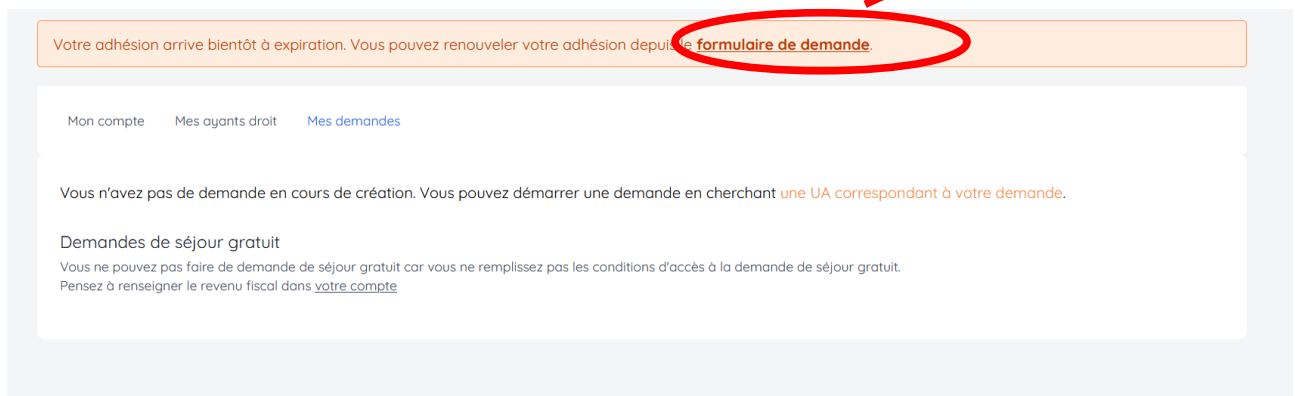 Votre adhésion arrive bientôt à expiration. Vous pouvez renouveler votre adhésion depuis le formulaire de demande.
Mon compte Mes ayants droit Mes demandes
Vous n'avez pas de demande en cours de création. Vous pouvez démarrer une demande en cherchant une UA correspondant à votre demande.
Demandes de séjour gratuit
Vous ne pouvez pas faire de demande de séjour gratuit car vous ne remplissez pas les conditions d'accès à la demande de séjour gratuit.
Pensez à renseigner le revenu fiscal dans votre compte